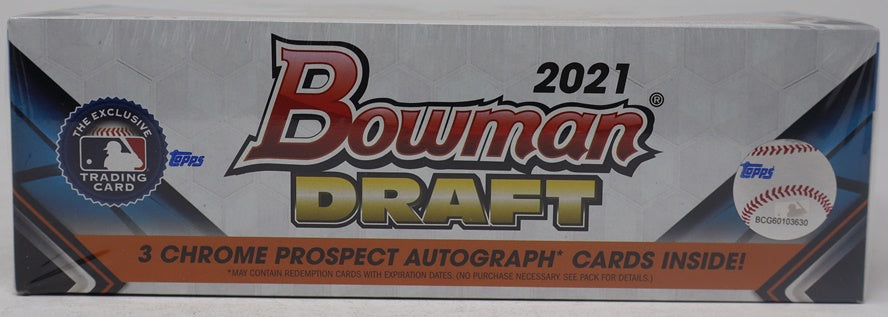 2021
Bowman®
DRAFT
THE EXCLUSIVE
TRADING
CARD
Topps
Topps
BCG60103630
3 CHROME PROSPECT AUTOGRAPH* CARDS INSIDE!
*MAY CONTAIN REDEMPTION CARDS WITH EXPIRATION DATES. (NO PURCHASE NECESSARY. SEE PACK FOR DETAILS.)